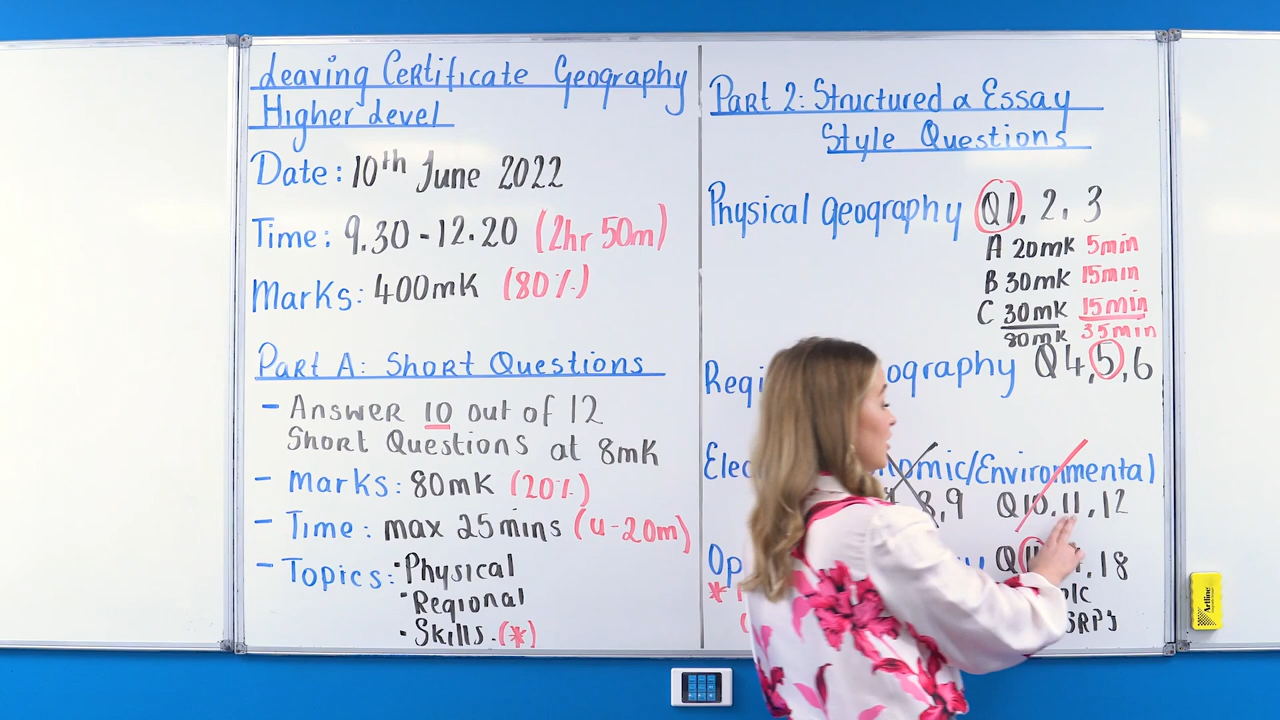 Leaving Certificate Geography
Higher Level
Date: 10th June 2022
Time: 9.30 - 12.20 (2hr 50m)
Marks: 400mk (80%)
Part A: Short Questions
- Answer 10 out of 12
Short Questions at 8mk
- Marks: 80mk (20%)
- Time: max 25mins (u-20m)
- Topics: • Physical
• Regional
• Skills. (*)
Part 2: Structured & Essay
Style Questions
Physical Geography Q1, 2, 3
A 20mk 5min
B 30mk 15min
C 30mk 15min
80mk 35min
Q4, 5, 6
Economic/Environmental
8, 9 Q10, 11, 12
18
SRP's
Artline